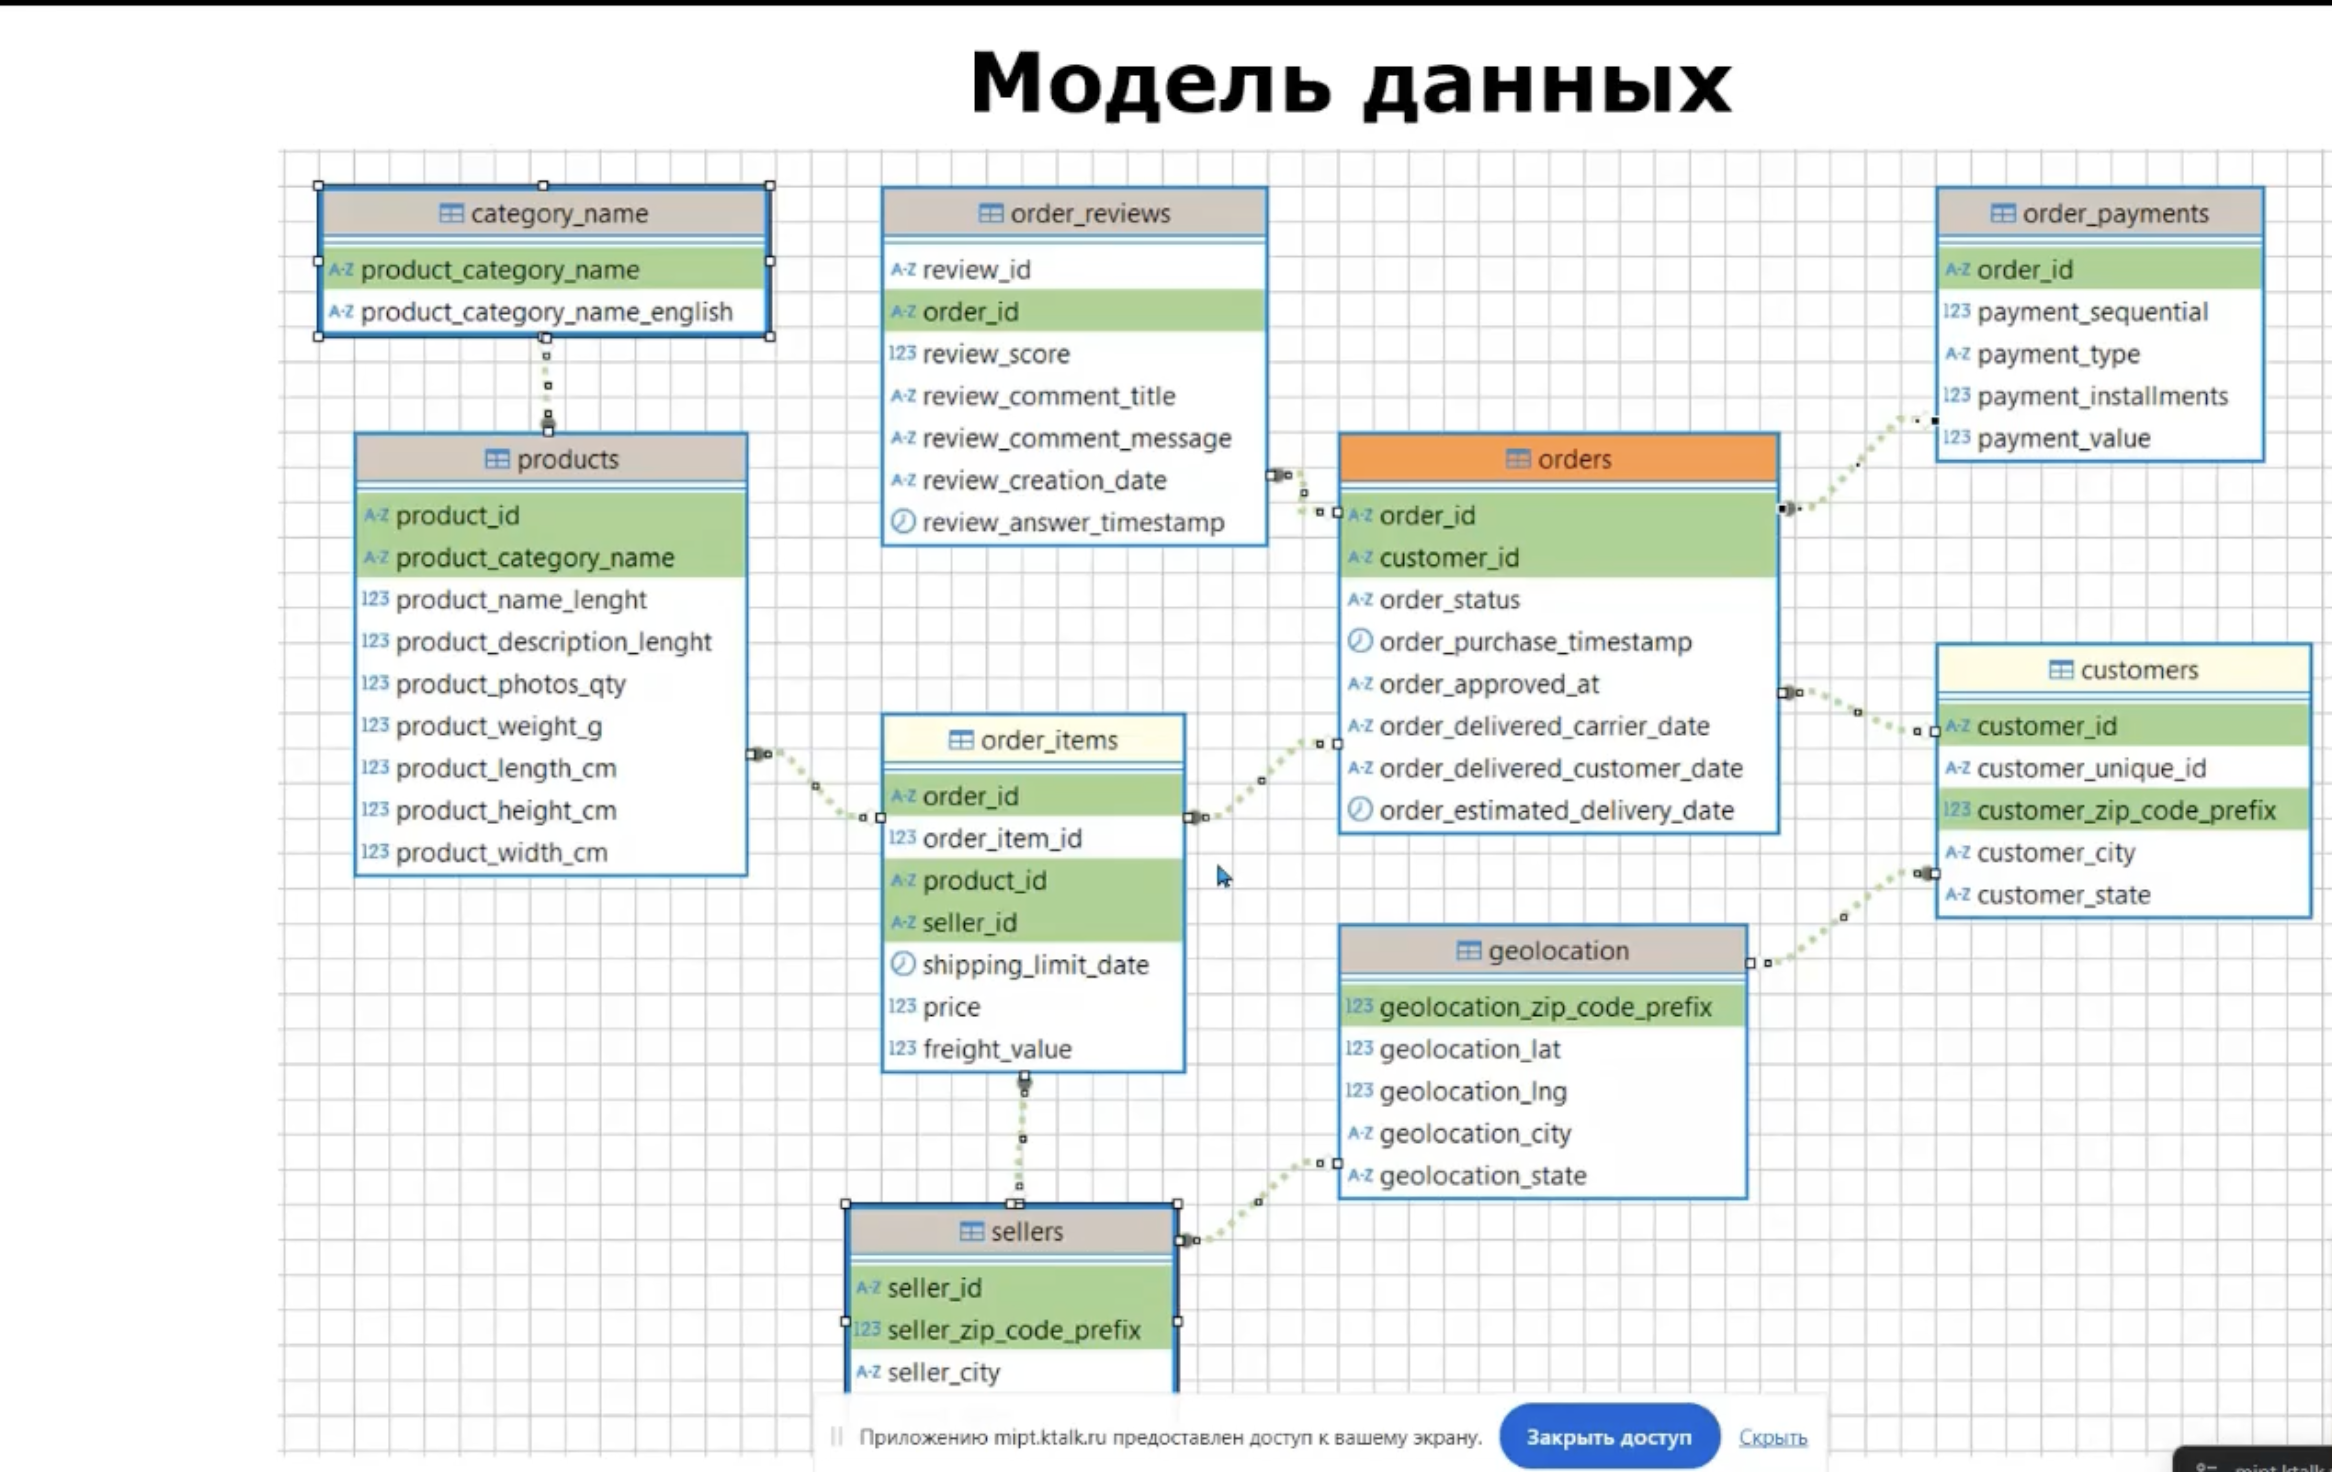 Модель данных
category_name
A-Z product_category_name
A-Z product_category_name_english
products
A-Z product_id
A-Z product_category_name
123 product_name_lenght
123 product_description_lenght
123 product_photos_qty
123 product_weight_g
123 product_length_cm
123 product_height_cm
123 product_width_cm
order_reviews
A-Z review_id
A-Z order_id
123 review_score
A-Z review_comment_title
A-Z review_comment_message
A-Z review_creation_date
review_answer_timestamp
order_items
A-Z order_id
123 order_item_id
A-Z product_id
A-Z seller_id
shipping_limit_date
123 price
123 freight_value
sellers
A-Z seller_id
123 seller_zip_code_prefix
A-Z seller_city
orders
A-Z order_id
A-Z customer_id
A-Z order_status
order_purchase_timestamp
A-Z order_approved_at
A-Z order_delivered_carrier_date
A-Z order_delivered_customer_date
order_estimated_delivery_date
geolocation
123 geolocation_zip_code_prefix
123 geolocation_lat
123 geolocation_lng
A-Z geolocation_city
A-Z geolocation_state
order_payments
A-Z order_id
123 payment_sequential
A-Z payment_type
123 payment_installments
123 payment_value
customers
A-Z customer_id
A-Z customer_unique_id
123 customer_zip_code_prefix
A-Z customer_city
A-Z customer_state
Приложению mipt.ktalk.ru предоставлен доступ к вашему экрану.
Закрыть доступ
Скрыть